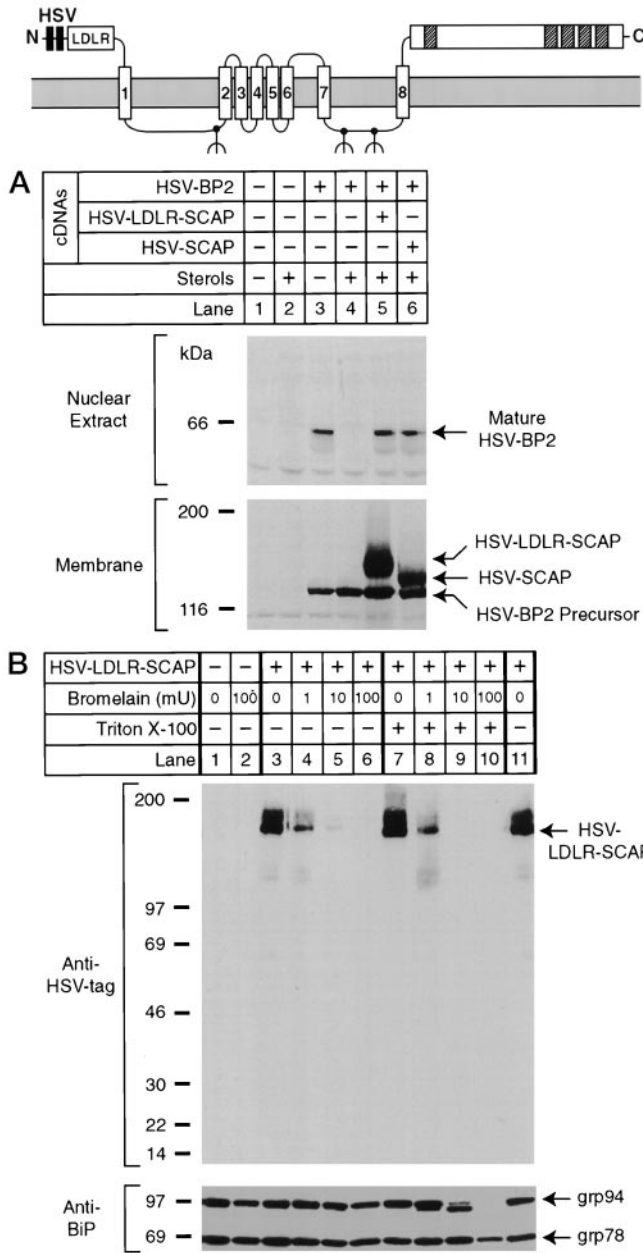 HSV
N LDLR C
1 2 3 4 5 6 7 8
A
cDNAs
HSV-BP2 – – + + + +
HSV-LDLR-SCAP – – – – + –
HSV-SCAP – – – – – +
Sterols – + – + + +
Lane 1 2 3 4 5 6
kDa
Nuclear
Extract
66
Mature
HSV-BP2
200
HSV-LDLR-SCAP
Membrane
HSV-SCAP
116
HSV-BP2 Precursor
B
HSV-LDLR-SCAP – – + + + + + + + + +
Bromelain (mU) 0 100 0 1 10 100 0 1 10 100 0
Triton X-100 – – – – – – + + + + –
Lane 1 2 3 4 5 6 7 8 9 10 11
200
HSV-
LDLR-SCAP
97
69
Anti-
HSV-tag
46
30
22
14
Anti-
BiP
97
grp94
69
grp78